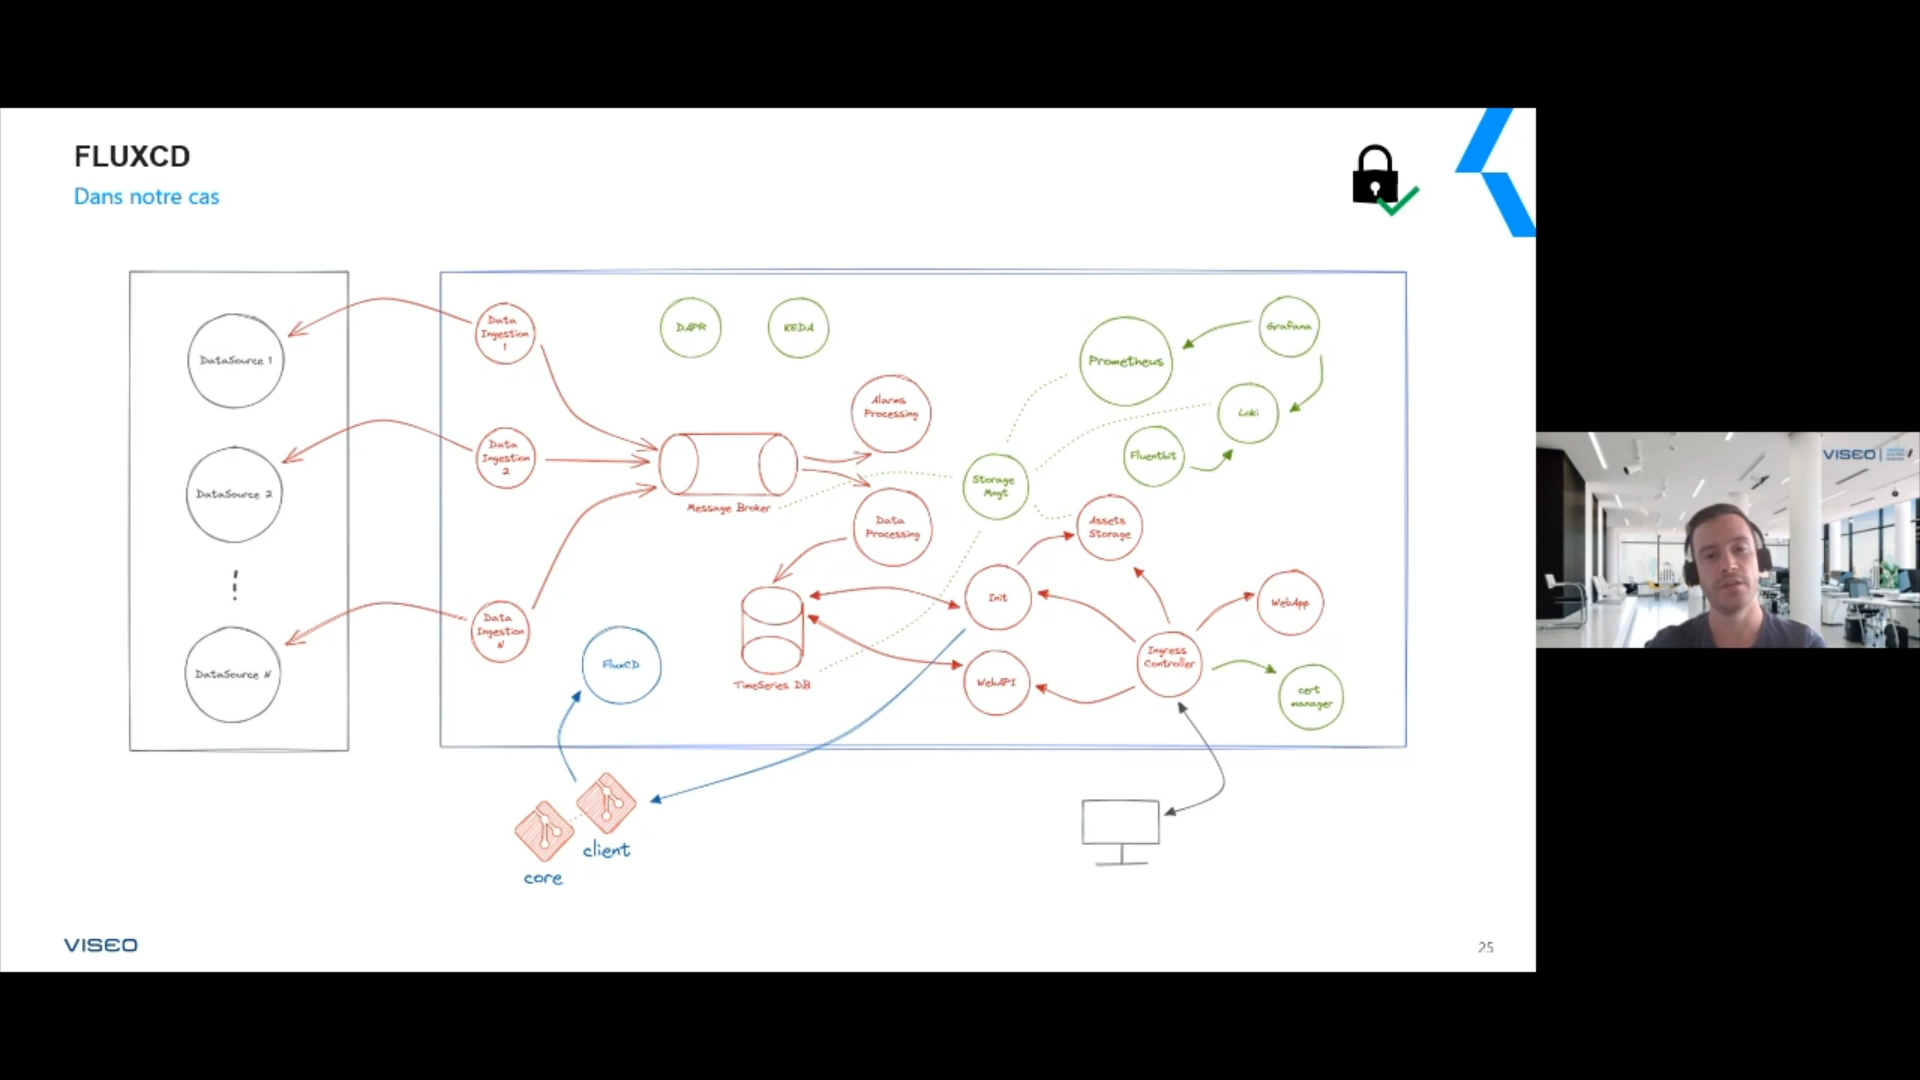 FLUXCD
Dans notre cas
DataSource 1
DataSource 2
DataSource N
Data
Ingestion
1
Data
Ingestion
2
Data
Ingestion
N
DAPR
KEDA
Message Broker
Alarms
Processing
Data
Processing
TimeSeries DB
FluxCD
Storage
Mngt
Init
WebAPI
Prometheus
Grafana
Loki
Fluentbit
Assets
Storage
Ingress
Controller
WebApp
cert
manager
client
core
VISEO
25
VISEO